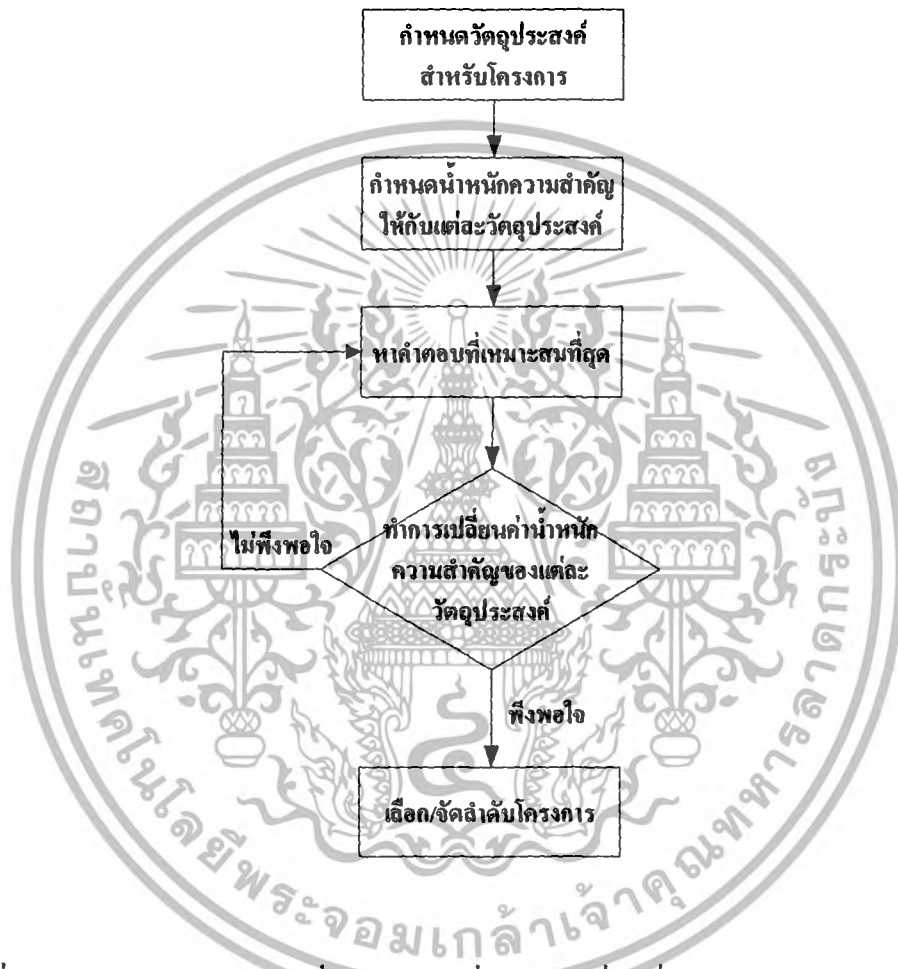 กำหนดวัตถุประสงค์
สำหรับโครงการ
กำหนดน้ำหนักความสำคัญ
ให้กับแต่ละวัตถุประสงค์
หาคำตอบที่เหมาะสมที่สุด
ไม่พึงพอใจ
ทำการเปลี่ยนค่าน้ำหนัก
ความสำคัญของแต่ละ
วัตถุประสงค์
พึงพอใจ
เลือก/จัดลำดับโครงการ
สถาบันเทคโนโลยีพระจอมเกล้าเจ้าคุณทหารลาดกระบัง